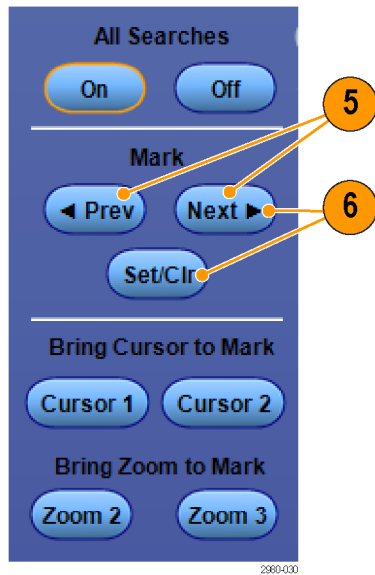 All Searches
On Off
5
Mark
◄ Prev Next ►
6
Set/Clr
Bring Cursor to Mark
Cursor 1 Cursor 2
Bring Zoom to Mark
Zoom 2 Zoom 3
2980-030